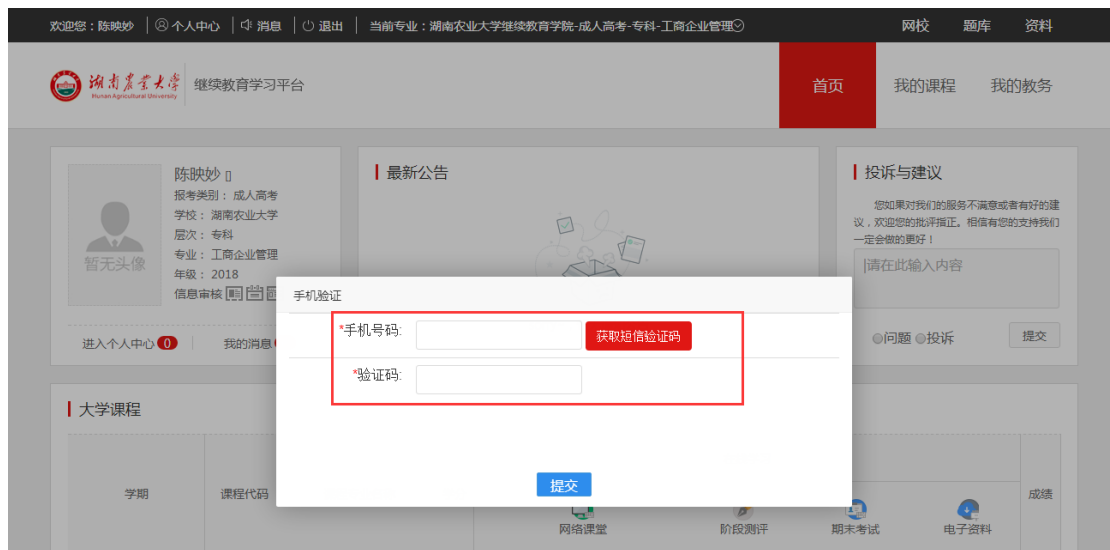 欢迎您：陈映妙 个人中心 消息 退出 当前专业：湖南农业大学继续教育学院-成人高考-专科-工商企业管理 网校 题库 资料
湖南农业大学 继续教育学习平台 首页 我的课程 我的教务
Hunan Agricultural University
陈映妙
报考类别： 成人高考
学校： 湖南农业大学
层次： 专科
专业： 工商企业管理
年级： 2018
信息审核
暂无头像
进入个人中心 0 我的消息
最新公告
投诉与建议
您如果对我们的服务不满意或者有好的建
议，欢迎您的批评指正。相信有您的支持我们
一定会做的更好！
请在此输入内容
问题 投诉 提交
手机验证
*手机号码: 获取短信验证码
*验证码:
提交
大学课程
学期 课程代码 成绩
网络课堂 阶段测评 期末考试 电子资料